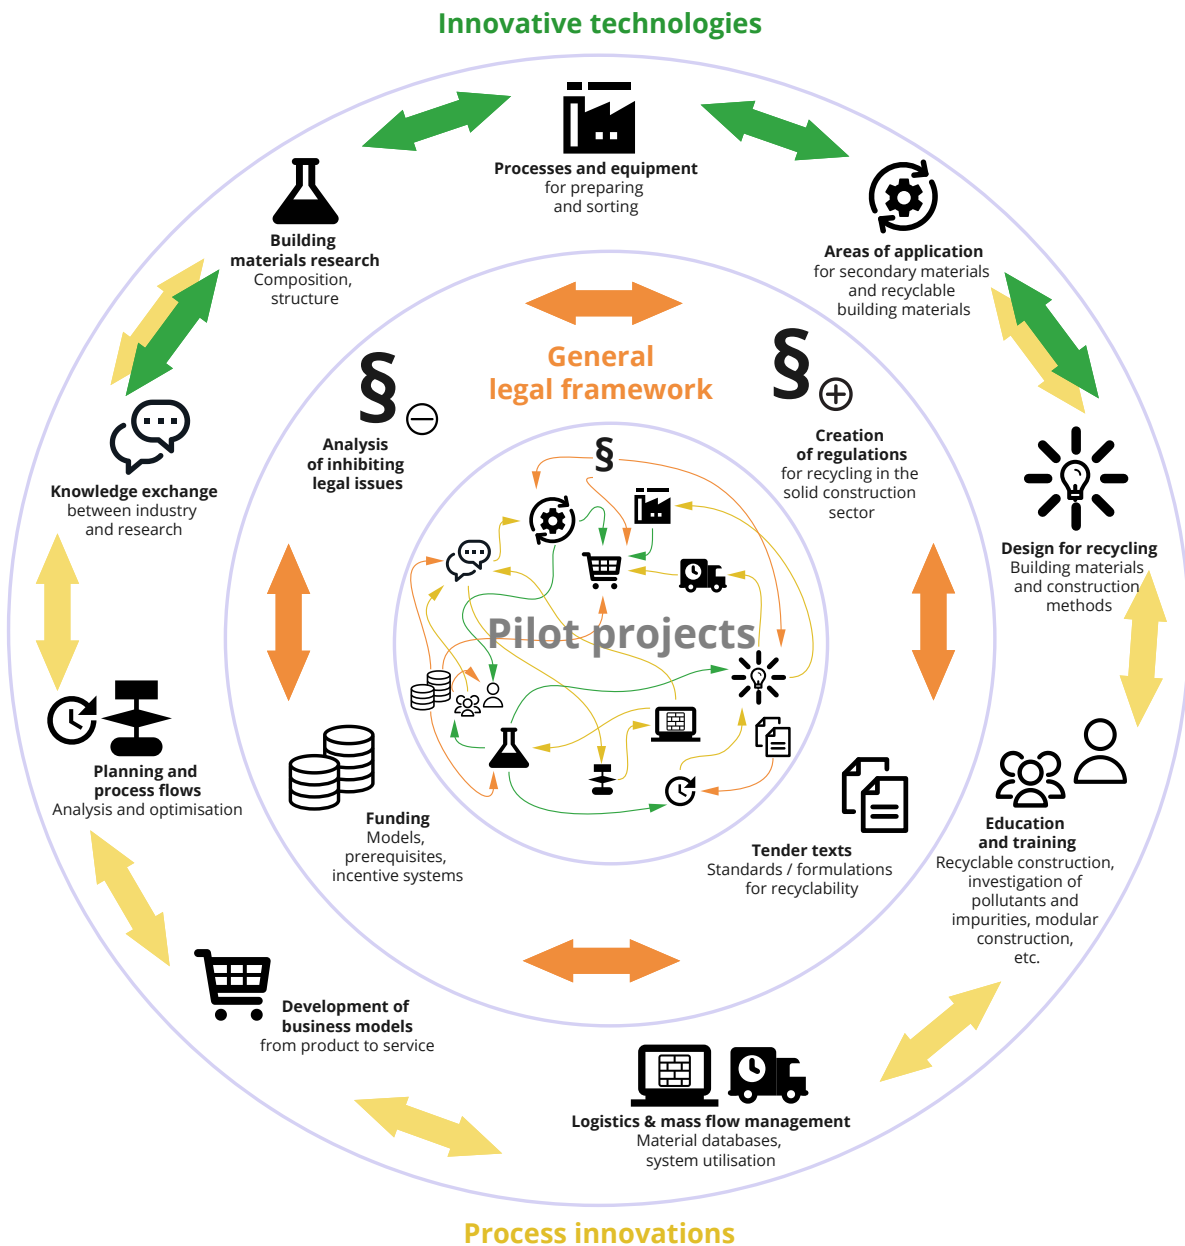 Innovative technologies
Processes and equipment
for preparing
and sorting
Building
materials research
Composition,
structure
Areas of application
for secondary materials
and recyclable
building materials
General
legal framework
§
§
Analysis
of inhibiting
legal issues
Creation
of regulations
for recycling in the
solid construction
sector
Knowledge exchange
between industry
and research
Design for recycling
Building materials
and construction
methods
§
Pilot projects
Planning and
process flows
Analysis and optimisation
Funding
Models,
prerequisites,
incentive systems
Tender texts
Standards / formulations
for recyclability
Education
and training
Recyclable construction,
investigation of
pollutants and
impurities, modular
construction,
etc.
Development of
business models
from product to service
Logistics & mass flow management
Material databases,
system utilisation
Process innovations